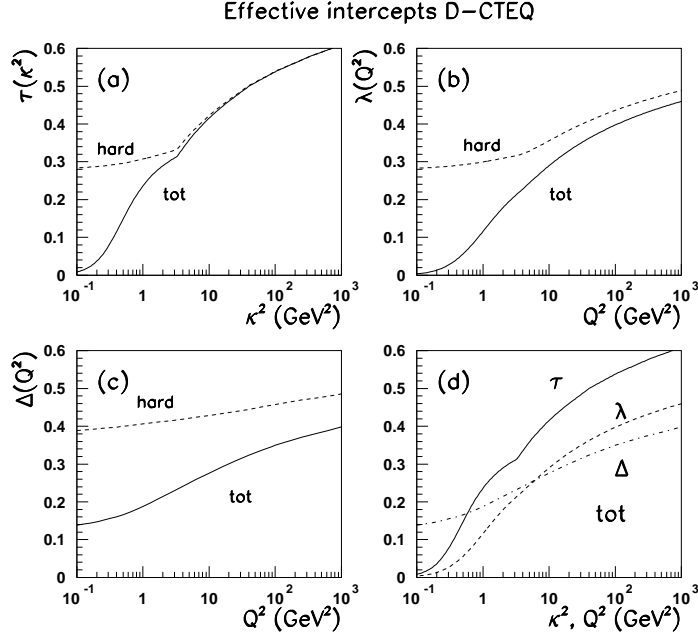 Effective intercepts D-CTEQ
τ(κ²)
0.6
0.5
0.4
0.3
0.2
0.1
0
(a)
hard
tot
10⁻¹ 1 10 10² 10³
κ² (GeV²)
λ(Q²)
0.6
0.5
0.4
0.3
0.2
0.1
0
(b)
hard
tot
10⁻¹ 1 10 10² 10³
Q² (GeV²)
Δ(Q²)
0.6
0.5
0.4
0.3
0.2
0.1
0
(c)
hard
tot
10⁻¹ 1 10 10² 10³
Q² (GeV²)
0.6
0.5
0.4
0.3
0.2
0.1
0
(d)
τ
λ
Δ
tot
10⁻¹ 1 10 10² 10³
κ², Q² (GeV²)